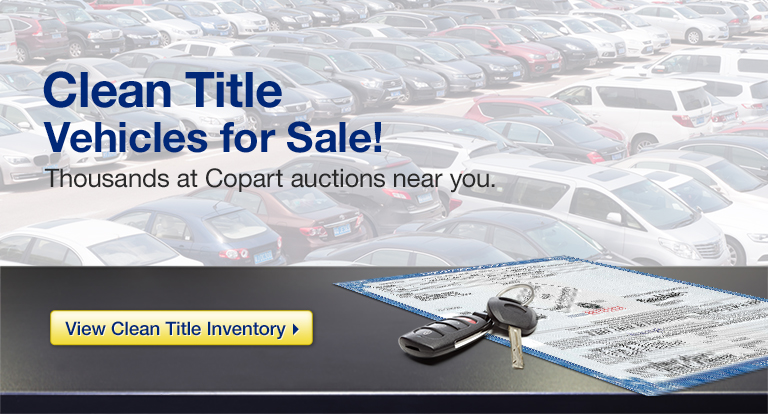 Clean Title
Vehicles for Sale!
Thousands at Copart auctions near you.
View Clean Title Inventory